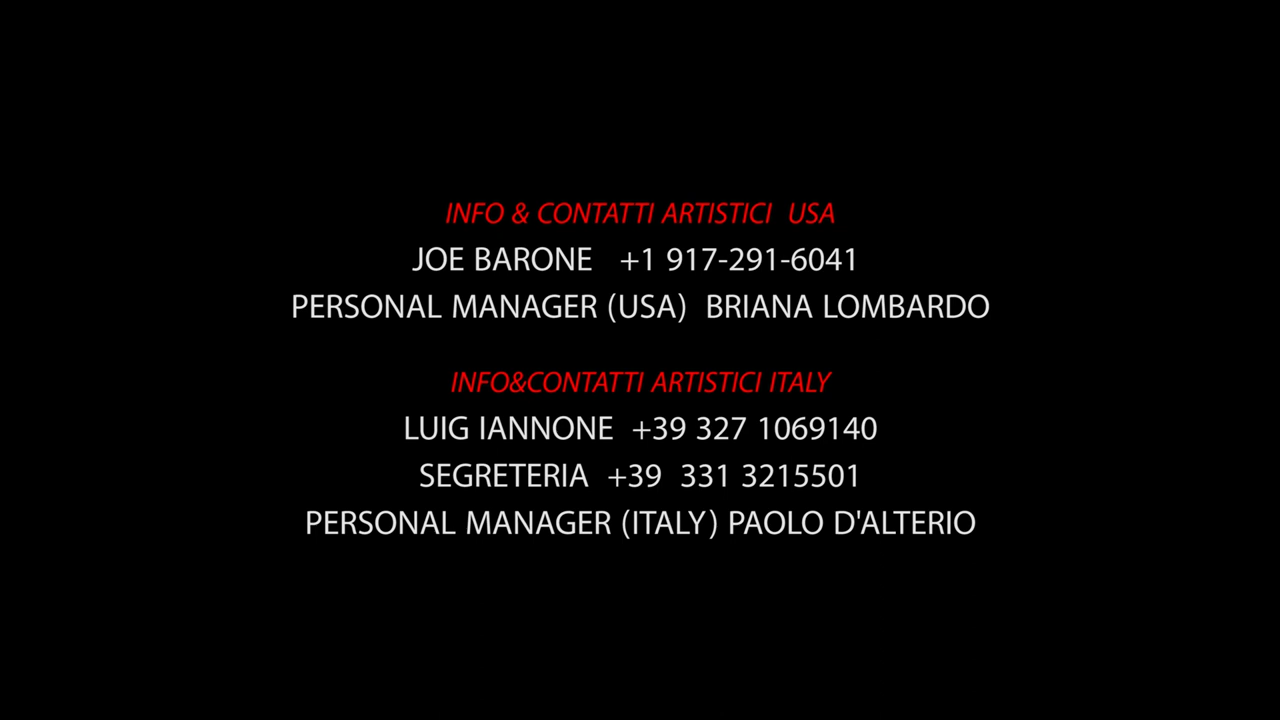 INFO & CONTATTI ARTISTICI  USA
JOE BARONE   +1 917-291-6041
PERSONAL MANAGER (USA)  BRIANA LOMBARDO
INFO&CONTATTI ARTISTICI ITALY
LUIG IANNONE  +39 327 1069140
SEGRETERIA  +39  331 3215501
PERSONAL MANAGER (ITALY) PAOLO D'ALTERIO